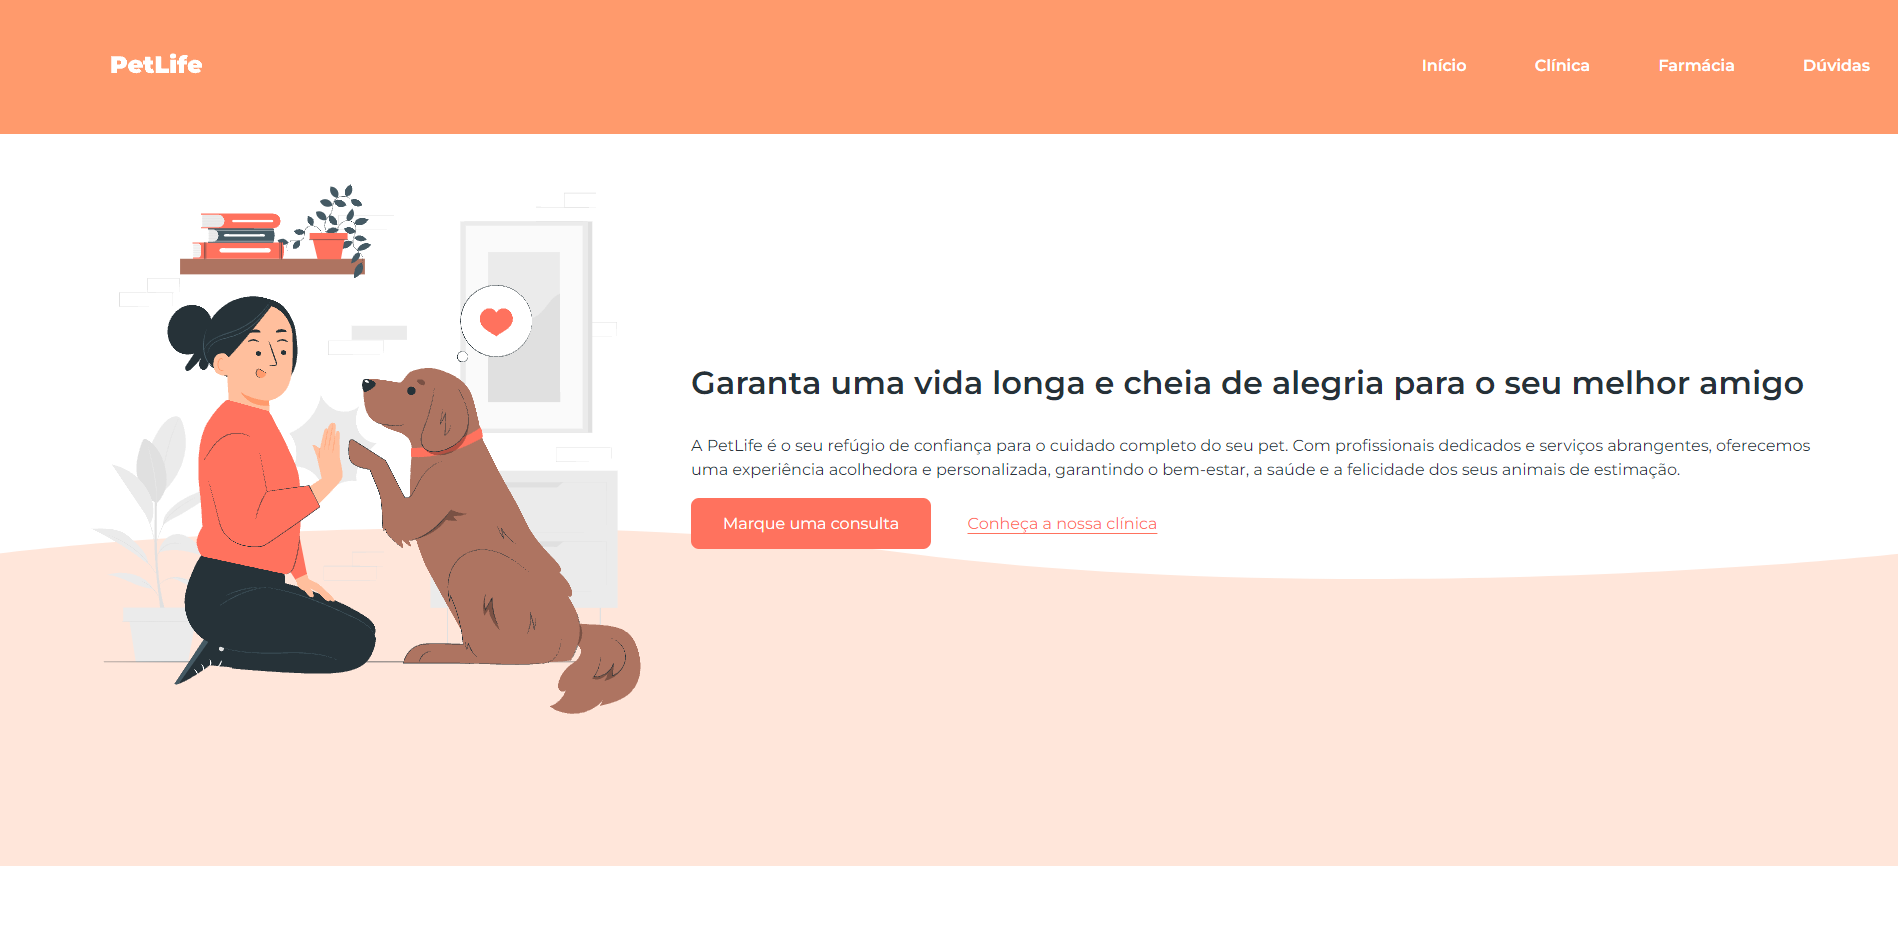 PetLife
Início Clínica Farmácia Dúvidas
Garanta uma vida longa e cheia de alegria para o seu melhor amigo
A PetLife é o seu refúgio de confiança para o cuidado completo do seu pet. Com profissionais dedicados e serviços abrangentes, oferecemos
uma experiência acolhedora e personalizada, garantindo o bem-estar, a saúde e a felicidade dos seus animais de estimação.
Marque uma consulta Conheça a nossa clínica